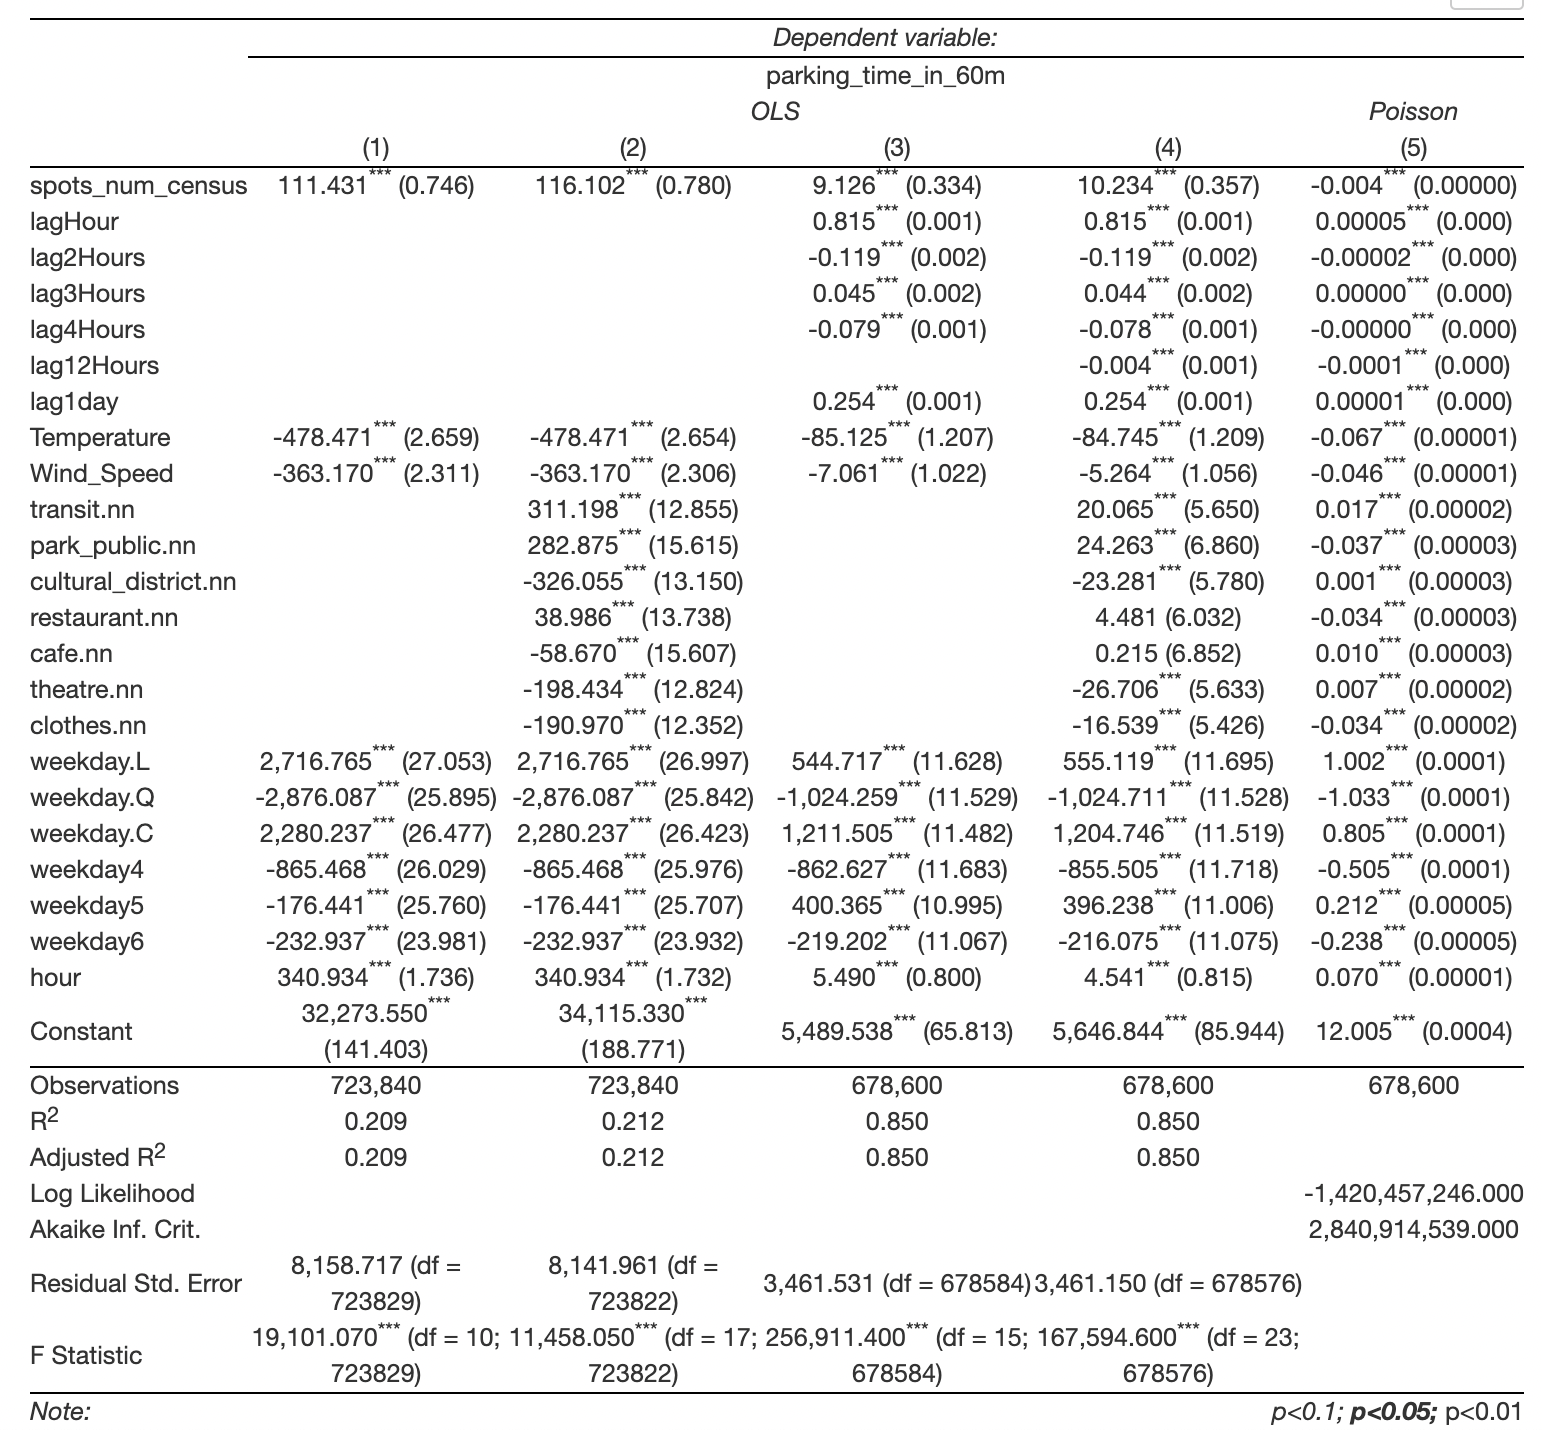 Dependent variable:
parking_time_in_60m
OLS Poisson
(1) (2) (3) (4) (5)
spots_num_census 111.431*** (0.746) 116.102*** (0.780) 9.126*** (0.334) 10.234*** (0.357) -0.004*** (0.00000)
lagHour 0.815*** (0.001) 0.815*** (0.001) 0.00005*** (0.000)
lag2Hours -0.119*** (0.002) -0.119*** (0.002) -0.00002*** (0.000)
lag3Hours 0.045*** (0.002) 0.044*** (0.002) 0.00000*** (0.000)
lag4Hours -0.079*** (0.001) -0.078*** (0.001) -0.00000*** (0.000)
lag12Hours -0.004*** (0.001) -0.0001*** (0.000)
lag1day 0.254*** (0.001) 0.254*** (0.001) 0.00001*** (0.000)
Temperature -478.471*** (2.659) -478.471*** (2.654) -85.125*** (1.207) -84.745*** (1.209) -0.067*** (0.00001)
Wind_Speed -363.170*** (2.311) -363.170*** (2.306) -7.061*** (1.022) -5.264*** (1.056) -0.046*** (0.00001)
transit.nn 311.198*** (12.855) 20.065*** (5.650) 0.017*** (0.00002)
park_public.nn 282.875*** (15.615) 24.263*** (6.860) -0.037*** (0.00003)
cultural_district.nn -326.055*** (13.150) -23.281*** (5.780) 0.001*** (0.00003)
restaurant.nn 38.986*** (13.738) 4.481 (6.032) -0.034*** (0.00003)
cafe.nn -58.670*** (15.607) 0.215 (6.852) 0.010*** (0.00003)
theatre.nn -198.434*** (12.824) -26.706*** (5.633) 0.007*** (0.00002)
clothes.nn -190.970*** (12.352) -16.539*** (5.426) -0.034*** (0.00002)
weekday.L 2,716.765*** (27.053) 2,716.765*** (26.997) 544.717*** (11.628) 555.119*** (11.695) 1.002*** (0.0001)
weekday.Q -2,876.087*** (25.895) -2,876.087*** (25.842) -1,024.259*** (11.529) -1,024.711*** (11.528) -1.033*** (0.0001)
weekday.C 2,280.237*** (26.477) 2,280.237*** (26.423) 1,211.505*** (11.482) 1,204.746*** (11.519) 0.805*** (0.0001)
weekday4 -865.468*** (26.029) -865.468*** (25.976) -862.627*** (11.683) -855.505*** (11.718) -0.505*** (0.0001)
weekday5 -176.441*** (25.760) -176.441*** (25.707) 400.365*** (10.995) 396.238*** (11.006) 0.212*** (0.00005)
weekday6 -232.937*** (23.981) -232.937*** (23.932) -219.202*** (11.067) -216.075*** (11.075) -0.238*** (0.00005)
hour 340.934*** (1.736) 340.934*** (1.732) 5.490*** (0.800) 4.541*** (0.815) 0.070*** (0.00001)
32,273.550*** 34,115.330***
Constant 5,489.538*** (65.813) 5,646.844*** (85.944) 12.005*** (0.0004)
(141.403) (188.771)
Observations 723,840 723,840 678,600 678,600 678,600
R2 0.209 0.212 0.850 0.850
Adjusted R2 0.209 0.212 0.850 0.850
Log Likelihood -1,420,457,246.000
Akaike Inf. Crit. 2,840,914,539.000
8,158.717 (df = 8,141.961 (df =
Residual Std. Error 3,461.531 (df = 678584) 3,461.150 (df = 678576)
723829) 723822)
19,101.070*** (df = 10; 11,458.050*** (df = 17; 256,911.400*** (df = 15; 167,594.600*** (df = 23;
F Statistic
723829) 723822) 678584) 678576)
Note: p<0.1; p<0.05; p<0.01